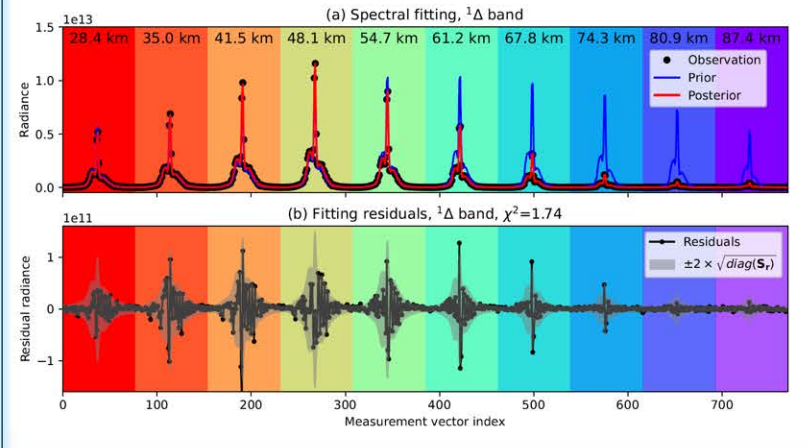 (a) Spectral fitting, ¹Δ band
1e13
28.4 km 35.0 km 41.5 km 48.1 km 54.7 km 61.2 km 67.8 km 74.3 km 80.9 km 87.4 km
1.5
1.0
0.5
0.0
Radiance
Observation
Prior
Posterior
(b) Fitting residuals, ¹Δ band, χ²=1.74
1e11
1
0
−1
Residual radiance
Residuals
±2 × √diag(Sᵣ)
0 100 200 300 400 500 600 700
Measurement vector index